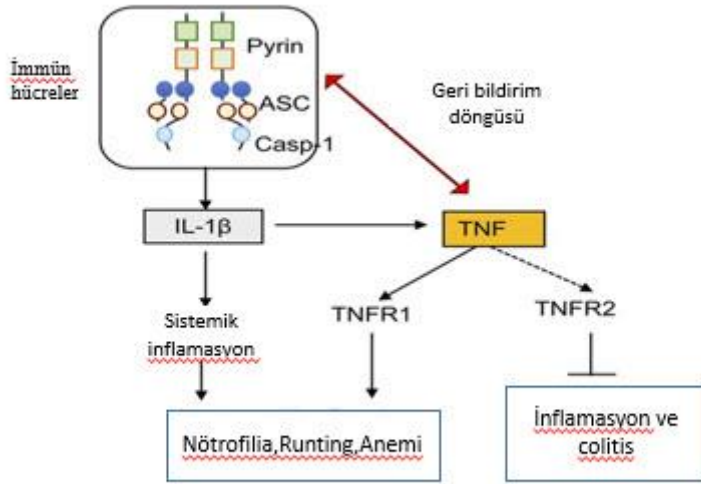 İmmün
hücreler
Pyrin
ASC
Casp-1
Geri bildirim
döngüsü
IL-1β
TNF
Sistemik
inflamasyon
TNFR1
TNFR2
Nötrofilia,Runting,Anemi
İnflamasyon ve
colitis